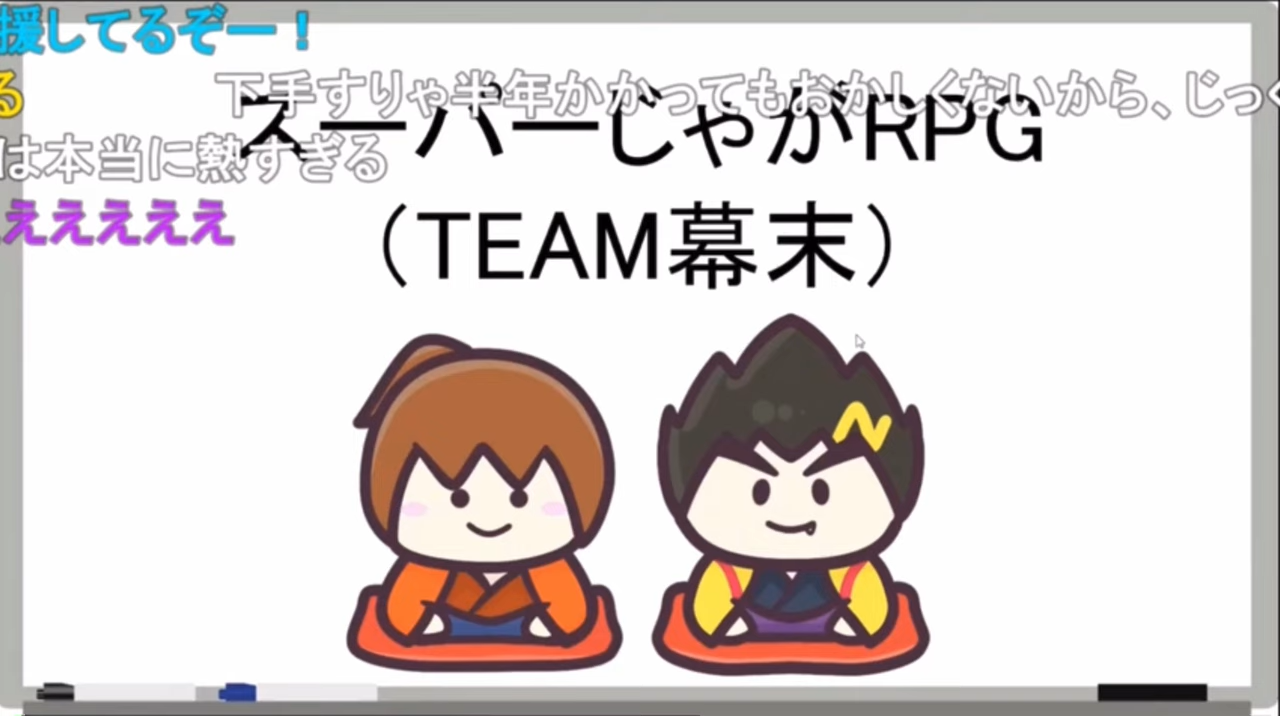 援してるぞー！
る
下手すりゃ半年かかってもおかしくないから、じっく
スーパーじゃがRPG
は本当に熱すぎる
えええええ
（TEAM幕末）